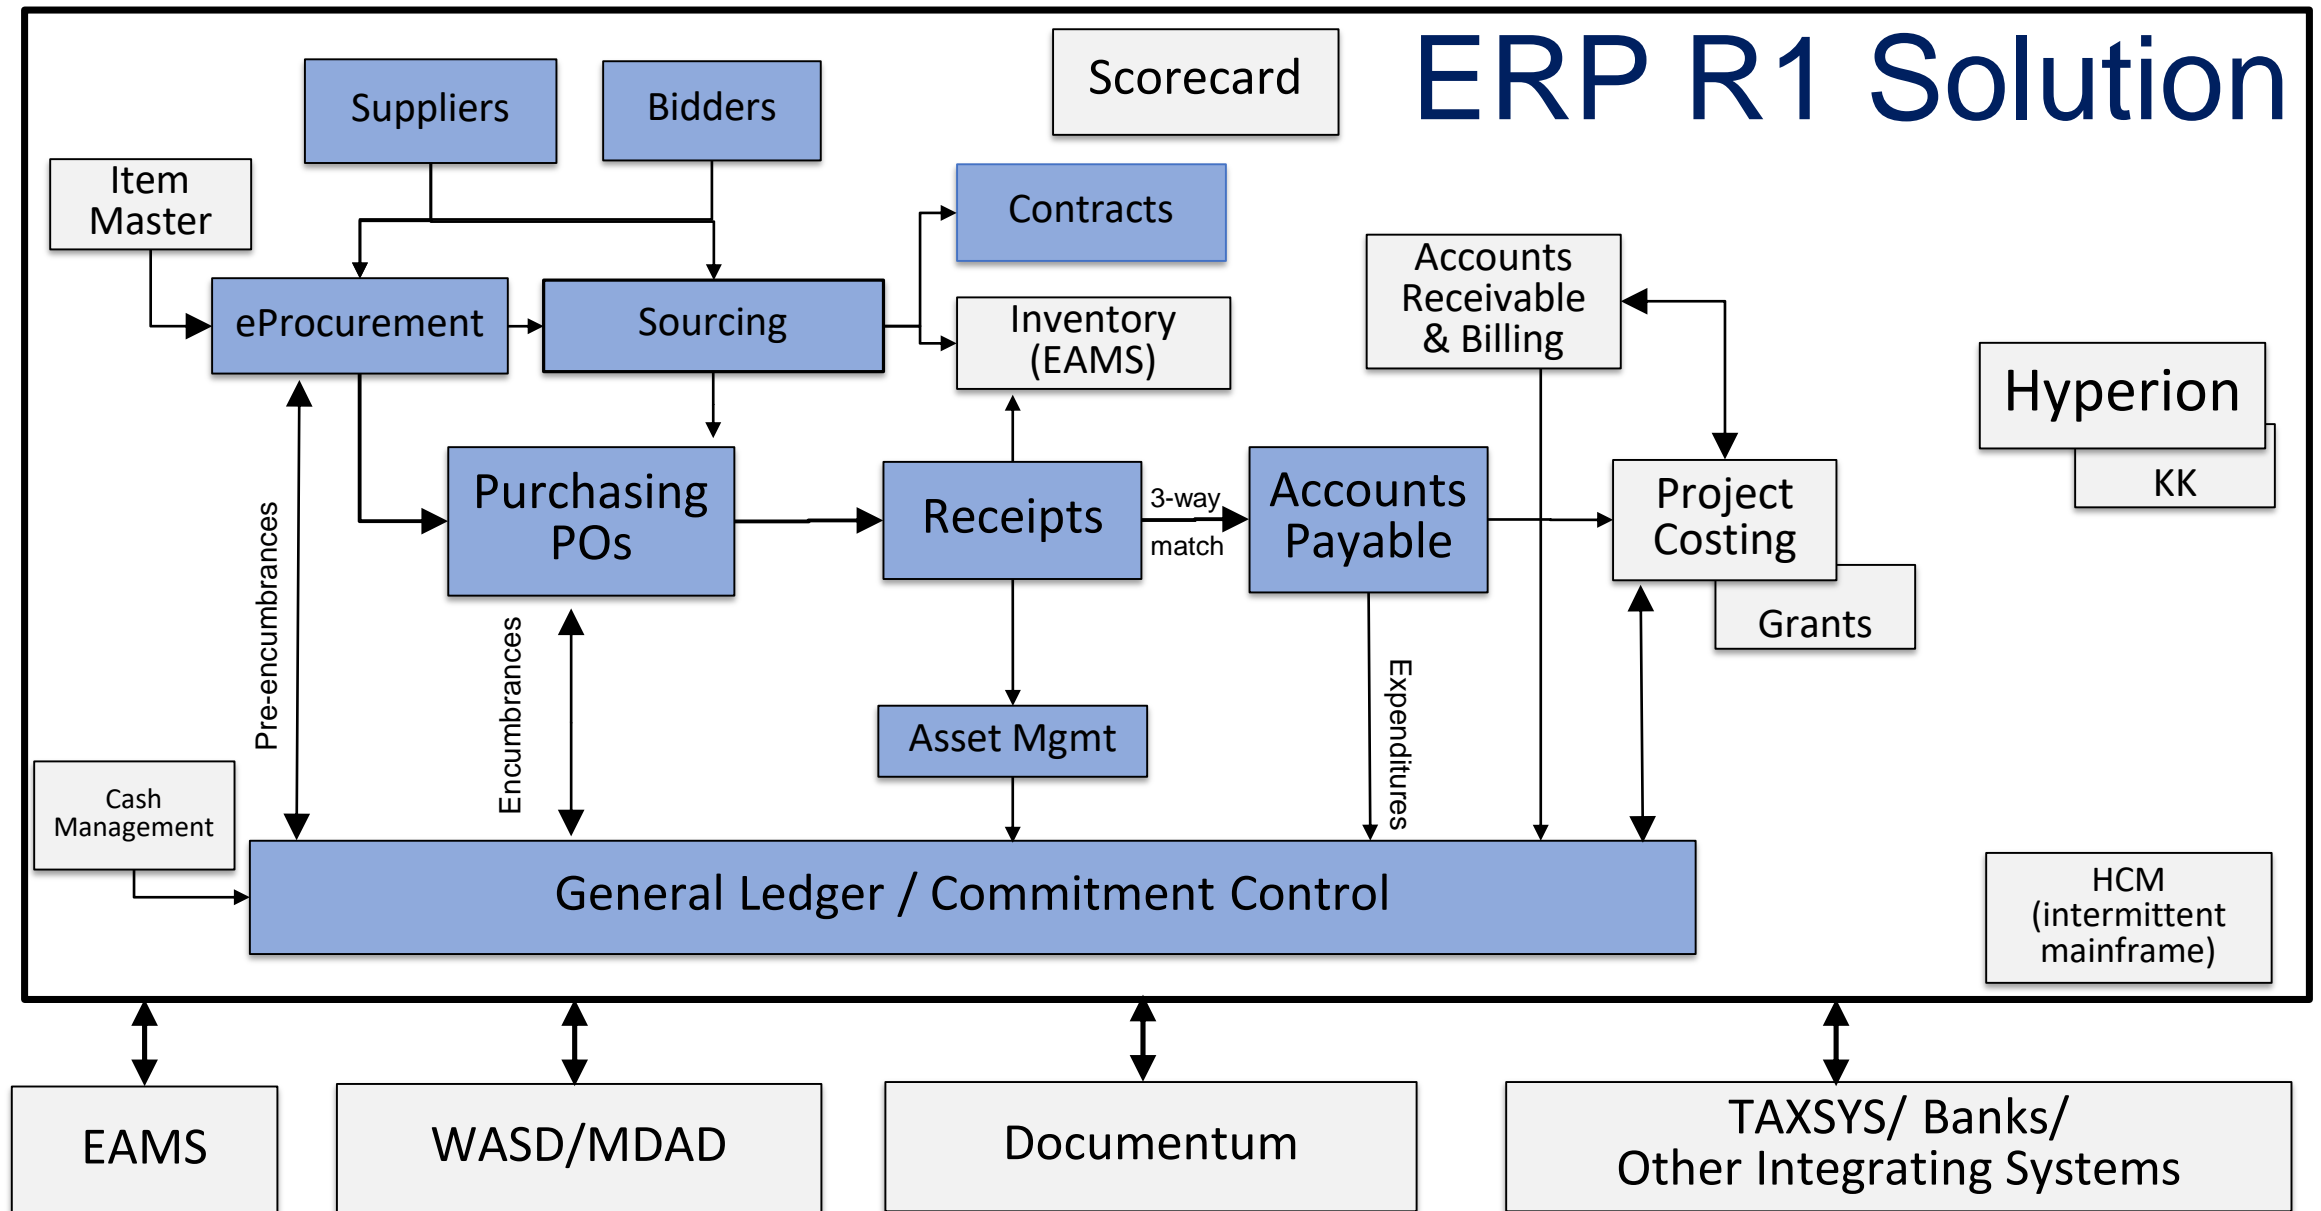 ERP R1 Solution
Scorecard
Suppliers
Bidders
Item
Master
Contracts
eProcurement
Sourcing
Inventory
(EAMS)
Accounts
Receivable
& Billing
Hyperion
KK
Purchasing
POs
Receipts
3-way
match
Accounts
Payable
Project
Costing
Grants
Pre-encumbrances
Encumbrances
Expenditures
Asset Mgmt
Cash
Management
General Ledger / Commitment Control
HCM
(intermittent
mainframe)
EAMS
WASD/MDAD
Documentum
TAXSYS/ Banks/
Other Integrating Systems